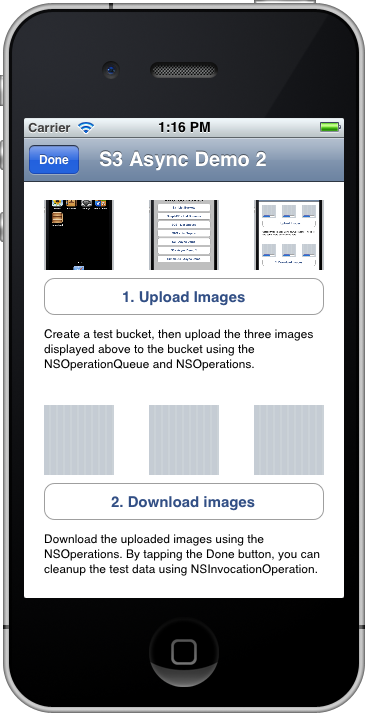 Carrier 1:16 PM
Done S3 Async Demo 2
1. Upload Images
Create a test bucket, then upload the three images
displayed above to the bucket using the
NSOperationQueue and NSOperations.
2. Download images
Download the uploaded images using the
NSOperations. By tapping the Done button, you can
cleanup the test data using NSInvocationOperation.